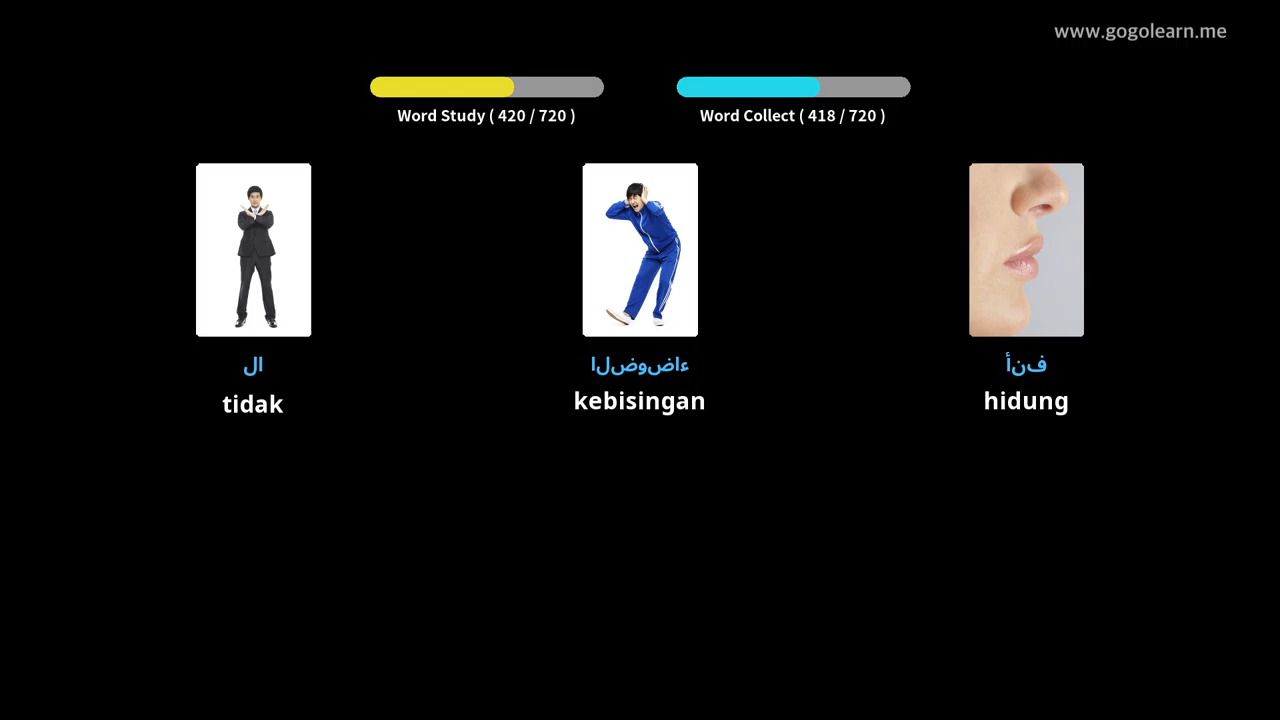 www.gogolearn.me
Word Study ( 420 / 720 )
Word Collect ( 418 / 720 )
ال
ءاضوضلا
فنأ
tidak
kebisingan
hidung